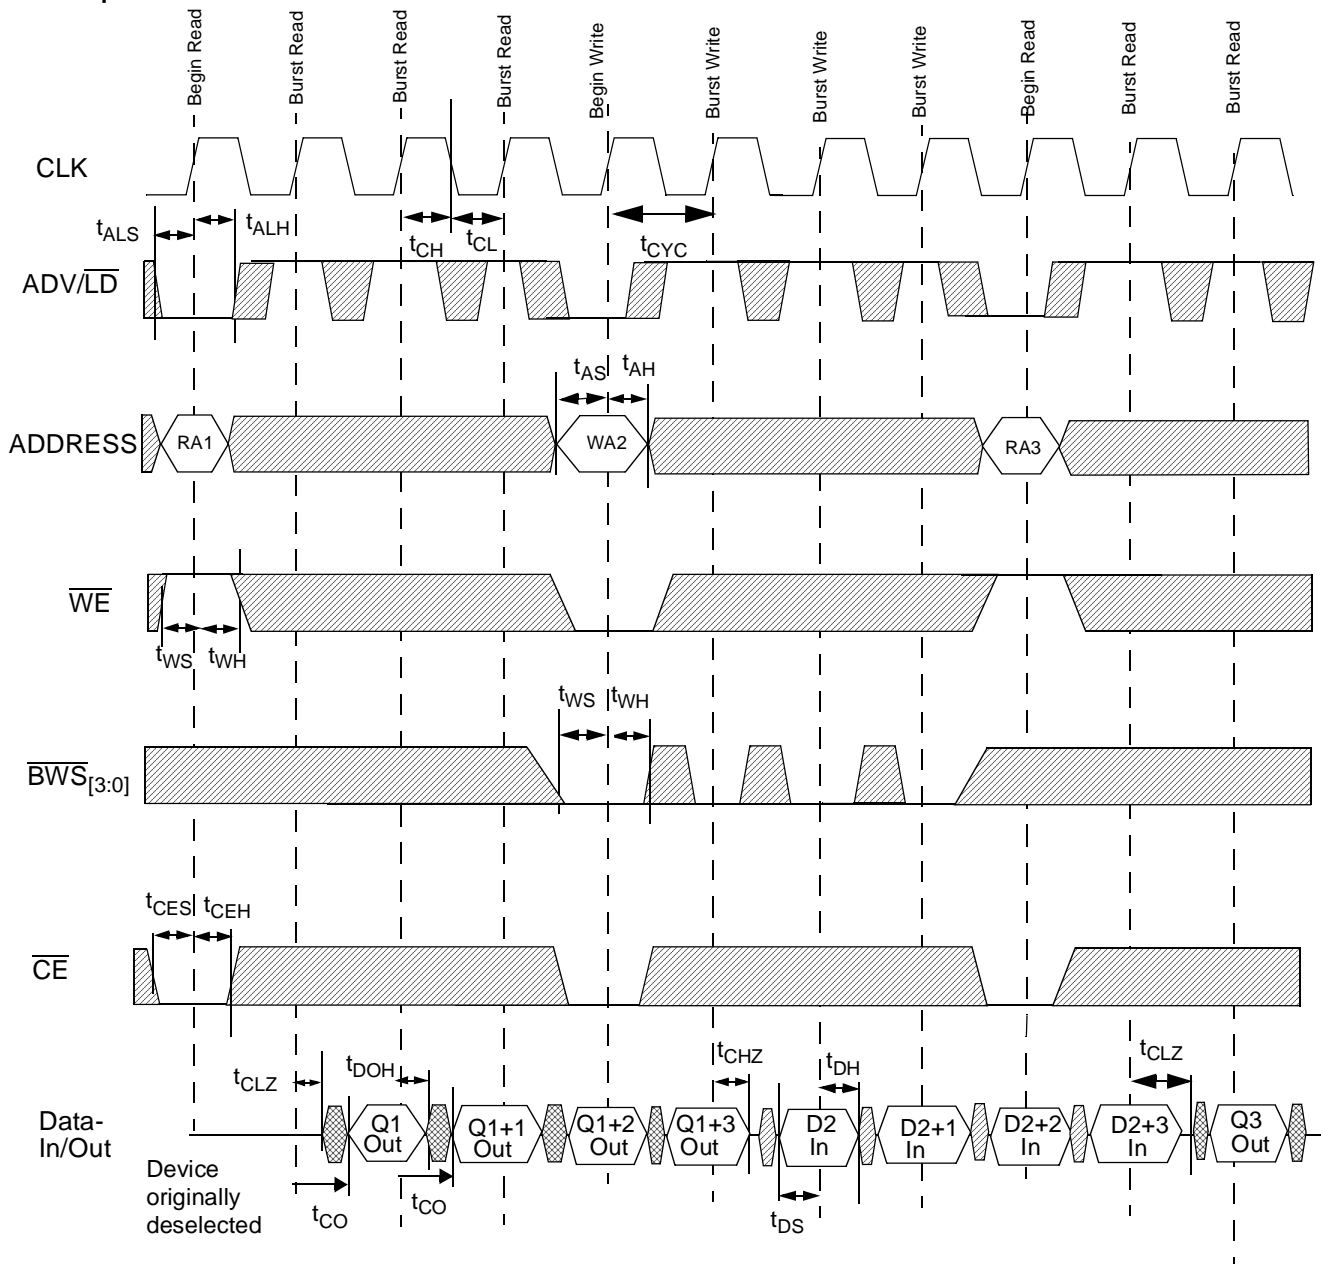 Begin Read
Burst Read
Burst Read
Burst Read
Begin Write
Burst Write
Burst Write
Burst Write
Begin Read
Burst Read
Burst Read
CLK
tALS
tALH
tCH
tCL
tCYC
ADV/LD
tAS
tAH
ADDRESS
RA1
WA2
RA3
WE
tWS
tWH
tWS
tWH
BWS[3:0]
tCES
tCEH
CE
tCLZ
tDOH
tCHZ
tDH
tCLZ
Data-
In/Out
Q1
Out
Q1+1
Out
Q1+2
Out
Q1+3
Out
D2
In
D2+1
In
D2+2
In
D2+3
In
Q3
Out
Device
originally
deselected
tCO
tCO
tDS